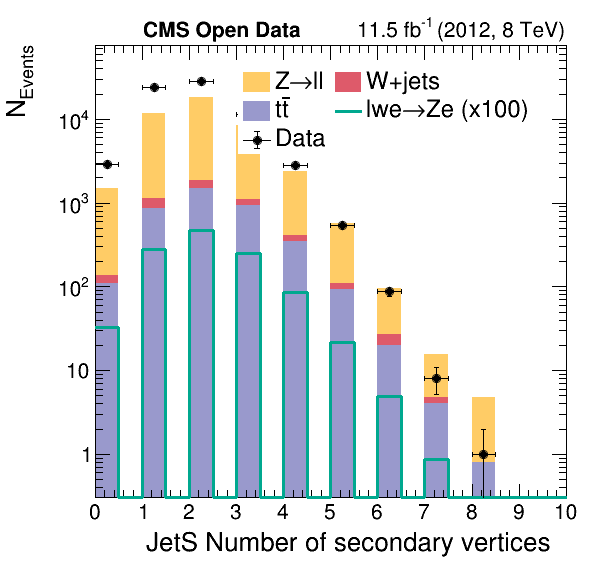 CMS Open Data 11.5 fb⁻¹ (2012, 8 TeV)
N_Events
Z→ll W+jets
tt̄ lwe→Ze (x100)
Data
10⁴
10³
10²
10
1
0 1 2 3 4 5 6 7 8 9 10
JetS Number of secondary vertices